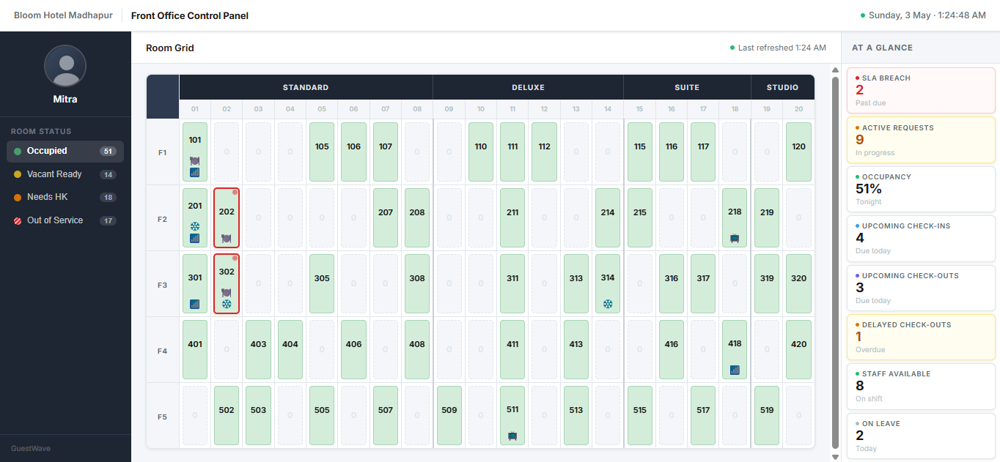 Bloom Hotel Madhapur
Front Office Control Panel
Sunday, 3 May · 1:24:48 AM
Mitra
ROOM STATUS
Occupied 51
Vacant Ready 14
Needs HK 18
Out of Service 17
GuestWave
Room Grid
Last refreshed 1:24 AM
STANDARD DELUXE SUITE STUDIO
01 02 03 04 05 06 07 08 09 10 11 12 13 14 15 16 17 18 19 20
F1 101 0 0 0 105 106 107 0 0 110 111 112 0 0 115 116 117 0 0 120
F2 201 202 0 0 0 0 207 208 0 0 211 0 0 214 215 0 0 218 219 0
F3 301 302 0 0 305 0 0 308 0 0 311 0 313 314 0 316 317 0 319 320
F4 401 0 403 404 0 406 0 408 0 0 411 0 413 0 0 416 0 418 0 420
F5 0 502 503 0 505 0 507 0 509 0 511 0 513 0 515 0 517 0 519 0
AT A GLANCE
SLA BREACH
2
Past due
ACTIVE REQUESTS
9
In progress
OCCUPANCY
51%
Tonight
UPCOMING CHECK-INS
4
Due today
UPCOMING CHECK-OUTS
3
Due today
DELAYED CHECK-OUTS
1
Overdue
STAFF AVAILABLE
8
On shift
ON LEAVE
2
Today